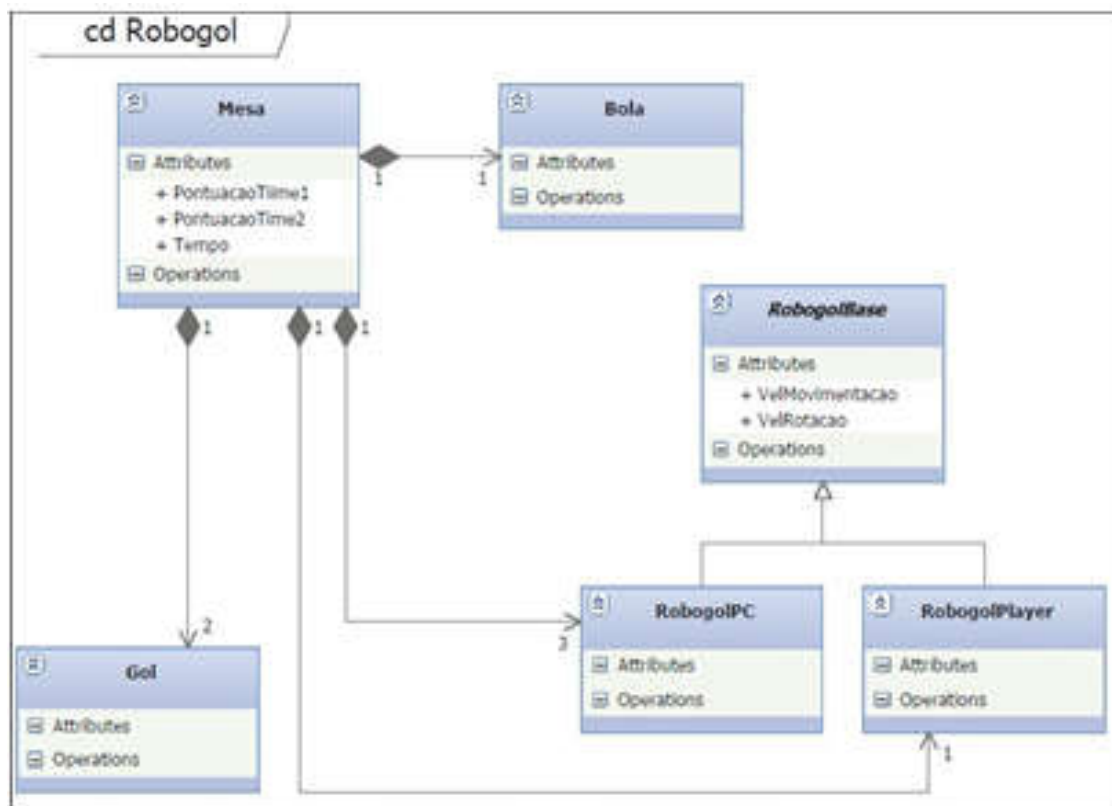 cd Robogol
Mesa
Attributes
+ PontuacaoTiime1
+ PontuacaoTime2
+ Tempo
Operations
1
1
Bola
Attributes
Operations
1
1
1
RobogolBase
Attributes
+ VelMovimentacao
+ VelRotacao
Operations
2
Gol
Attributes
Operations
3
RobogolPC
Attributes
Operations
RobogolPlayer
Attributes
Operations
1